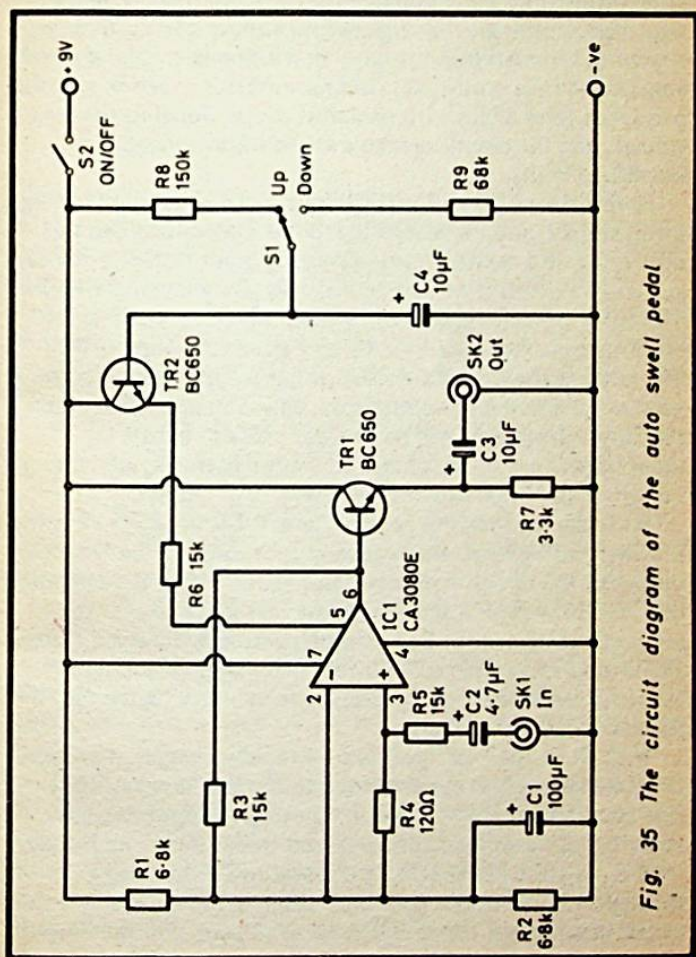 + 9V
S2
ON/OFF
R8
150k
Up
Down
S1
R9
68k
-ve
TR2
BC650
+
C4
10µF
SK2
Out
TR1
BC650
+
C3
10µF
R7
3·3k
R6 15k
5
6
7
4
IC1
CA3080E
2
-
+
3
R3
15k
R5
15k
+
C2
4·7µF
SK1
In
R1
6·8k
R4
120Ω
+
C1
100µF
R2
6·8k
Fig. 35 The circuit diagram of the auto swell pedal